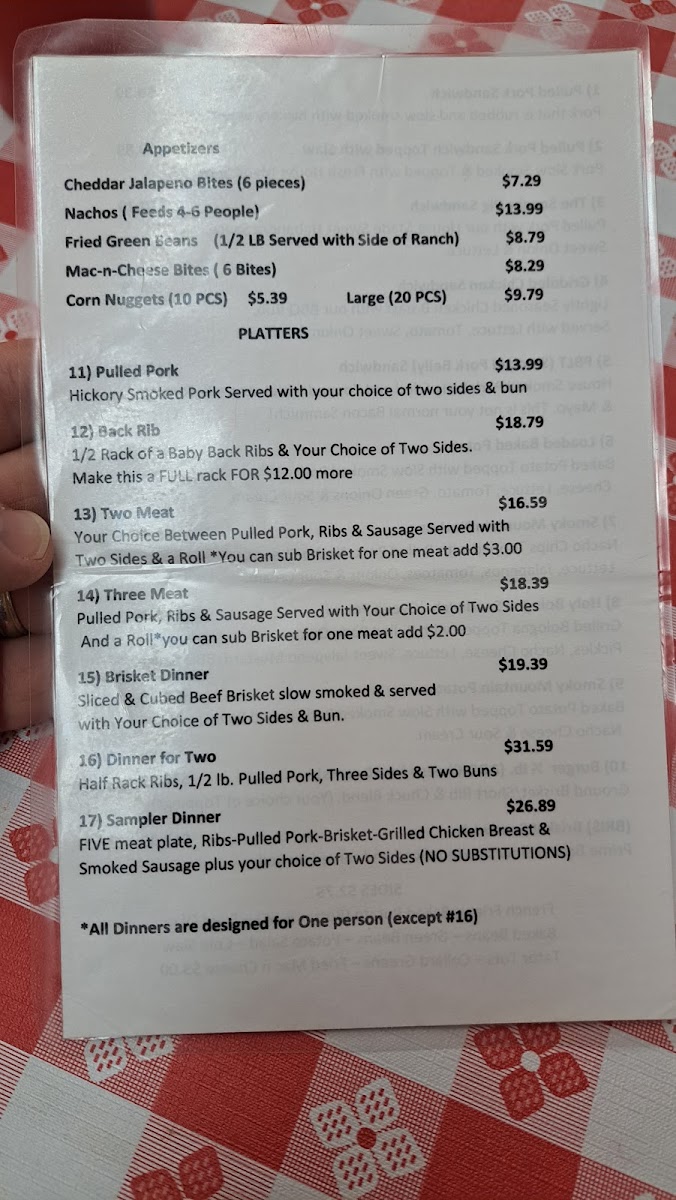 Appetizers
Cheddar Jalapeno Bites (6 pieces) $7.29
Nachos ( Feeds 4-6 People) $13.99
Fried Green Beans (1/2 LB Served with Side of Ranch) $8.79
Mac-n-Cheese Bites ( 6 Bites) $8.29
Corn Nuggets (10 PCS) $5.39 Large (20 PCS) $9.79
PLATTERS
11) Pulled Pork $13.99
Hickory Smoked Pork Served with your choice of two sides & bun
12) Back Rib $18.79
1/2 Rack of a Baby Back Ribs & Your Choice of Two Sides.
Make this a FULL rack FOR $12.00 more
13) Two Meat $16.59
Your Choice Between Pulled Pork, Ribs & Sausage Served with
Two Sides & a Roll *You can sub Brisket for one meat add $3.00
14) Three Meat $18.39
Pulled Pork, Ribs & Sausage Served with Your Choice of Two Sides
And a Roll*you can sub Brisket for one meat add $2.00
15) Brisket Dinner $19.39
Sliced & Cubed Beef Brisket slow smoked & served
with Your Choice of Two Sides & Bun.
16) Dinner for Two $31.59
Half Rack Ribs, 1/2 lb. Pulled Pork, Three Sides & Two Buns
17) Sampler Dinner $26.89
FIVE meat plate, Ribs-Pulled Pork-Brisket-Grilled Chicken Breast &
Smoked Sausage plus your choice of Two Sides (NO SUBSTITUTIONS)
*All Dinners are designed for One person (except #16)